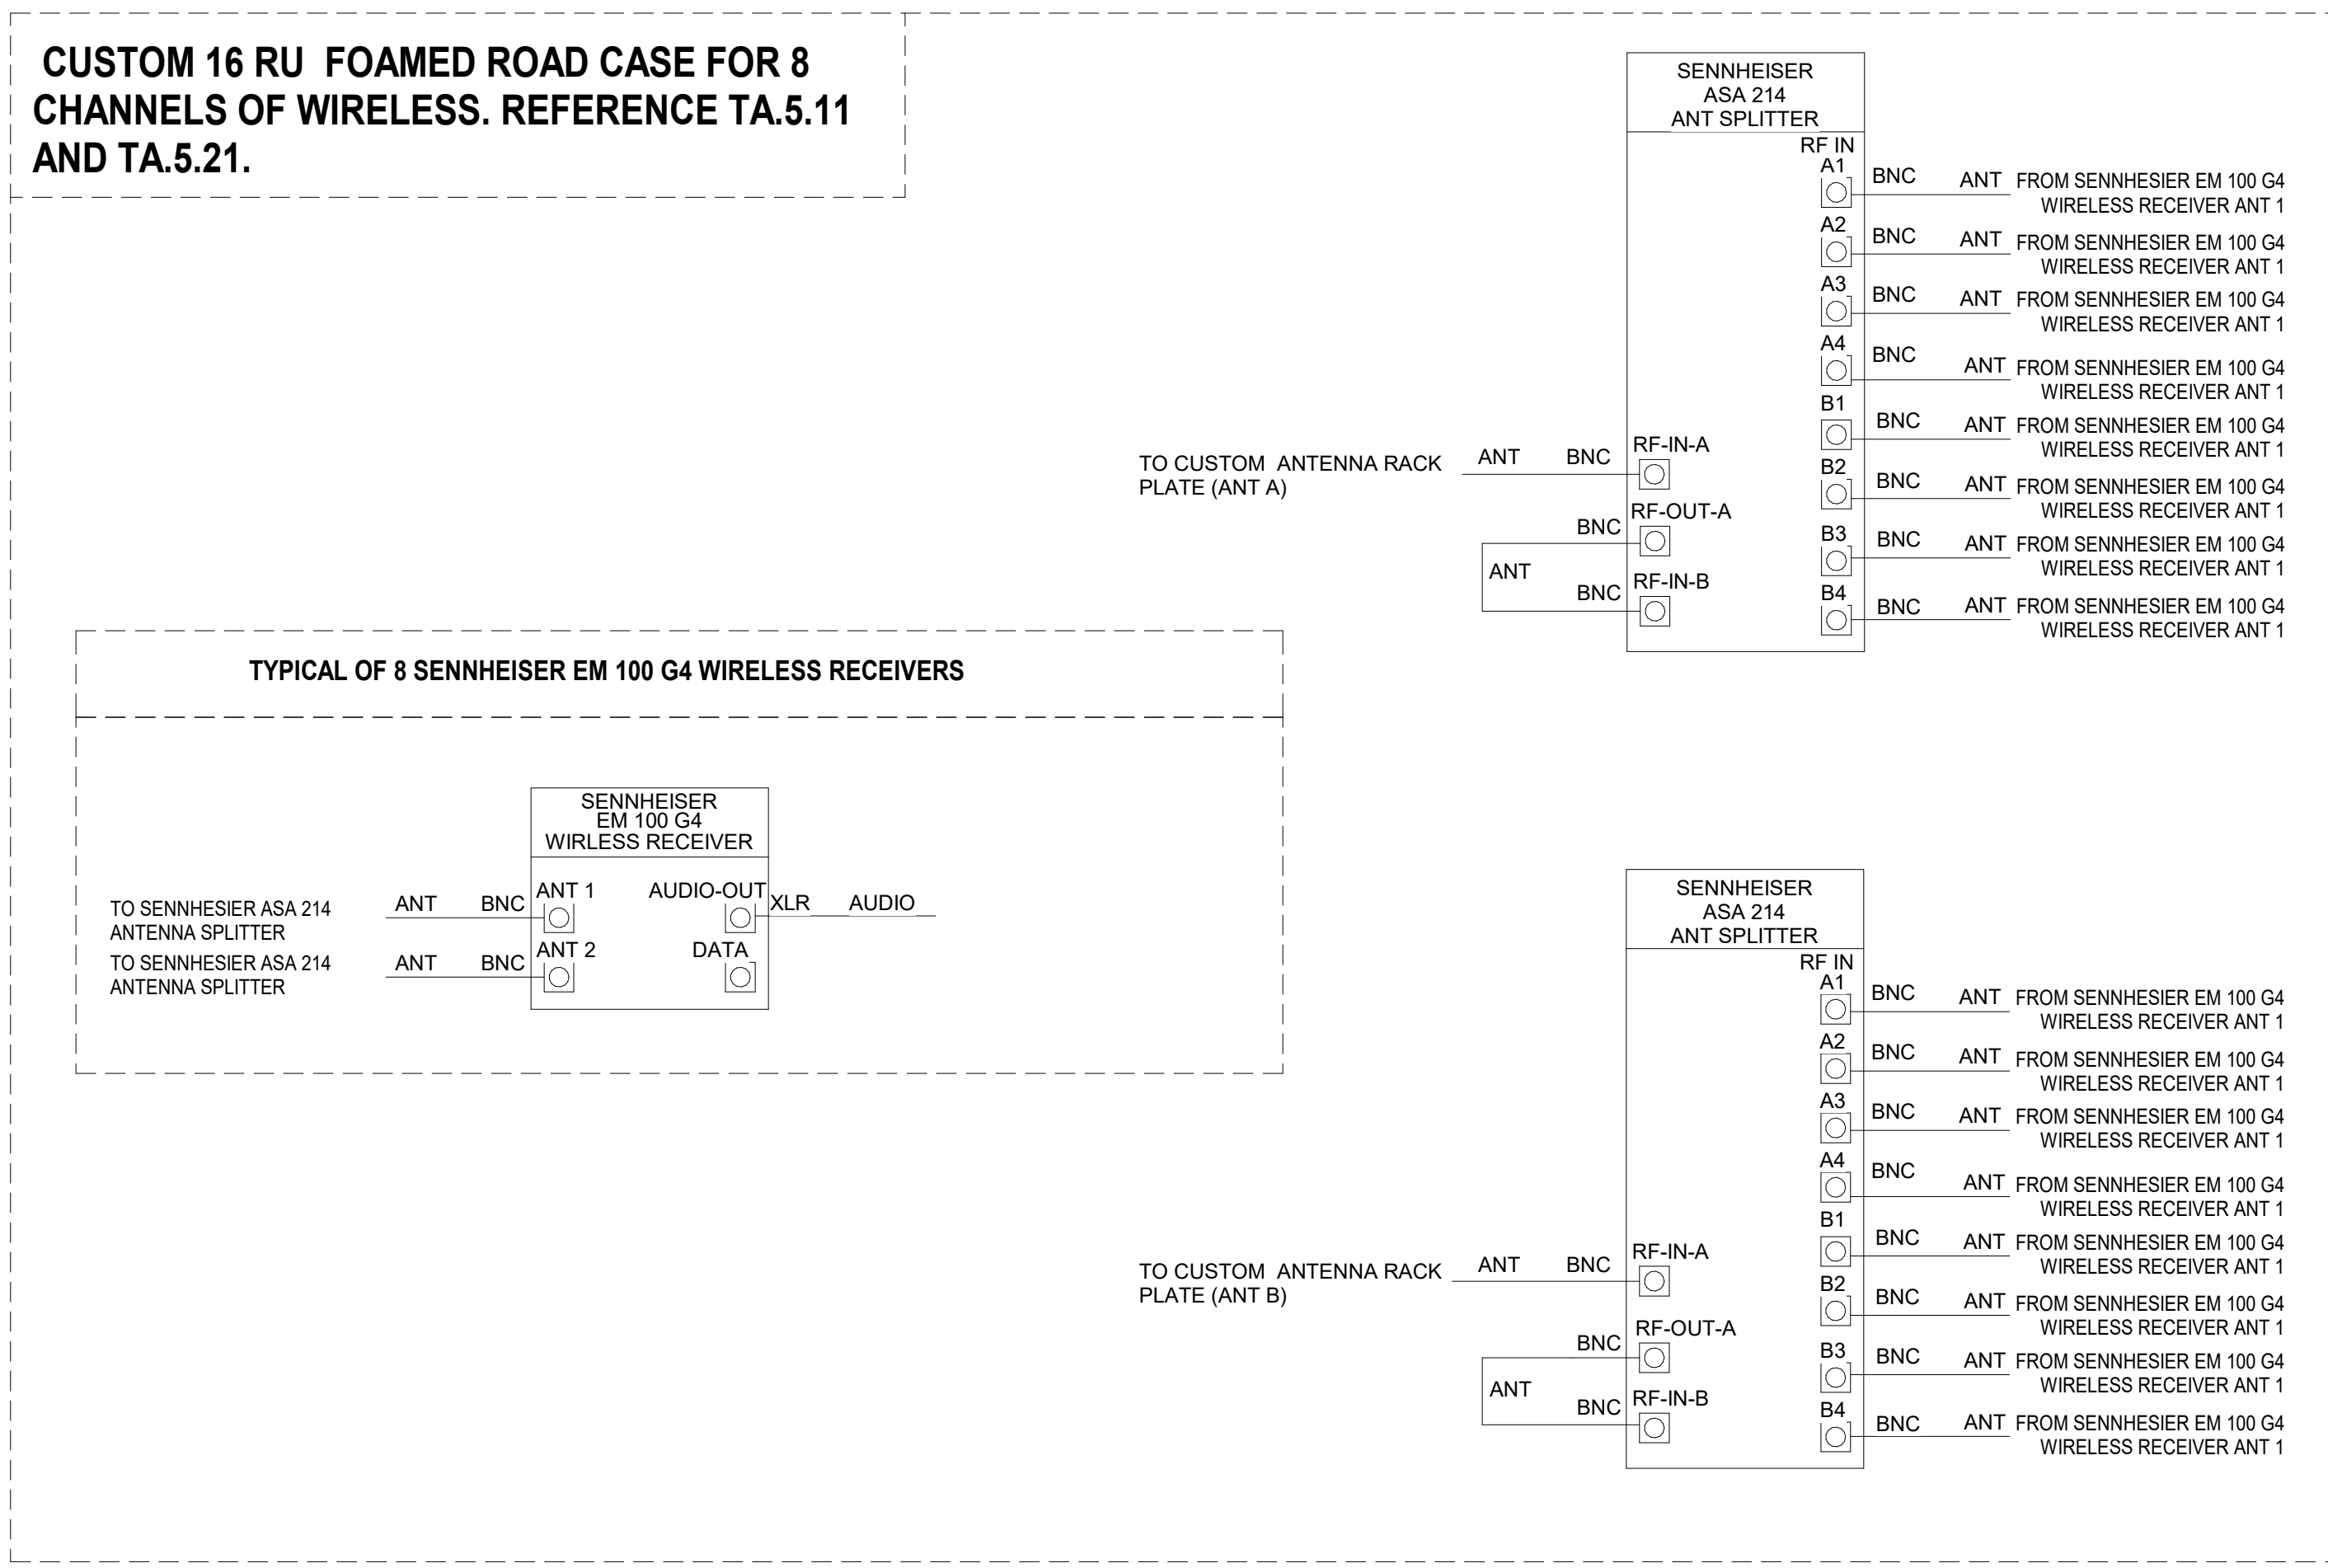 CUSTOM 16 RU FOAMED ROAD CASE FOR 8
CHANNELS OF WIRELESS. REFERENCE TA.5.11
AND TA.5.21.
SENNHEISER
ASA 214
ANT SPLITTER
RF IN
A1
BNC ANT FROM SENNHESIER EM 100 G4
WIRELESS RECEIVER ANT 1
A2
BNC ANT FROM SENNHESIER EM 100 G4
WIRELESS RECEIVER ANT 1
A3
BNC ANT FROM SENNHESIER EM 100 G4
WIRELESS RECEIVER ANT 1
A4
BNC ANT FROM SENNHESIER EM 100 G4
WIRELESS RECEIVER ANT 1
B1
BNC ANT FROM SENNHESIER EM 100 G4
WIRELESS RECEIVER ANT 1
B2
BNC ANT FROM SENNHESIER EM 100 G4
WIRELESS RECEIVER ANT 1
B3
BNC ANT FROM SENNHESIER EM 100 G4
WIRELESS RECEIVER ANT 1
B4
BNC ANT FROM SENNHESIER EM 100 G4
WIRELESS RECEIVER ANT 1
TO CUSTOM ANTENNA RACK
PLATE (ANT A)
ANT BNC RF-IN-A
BNC RF-OUT-A
ANT
BNC RF-IN-B
TYPICAL OF 8 SENNHEISER EM 100 G4 WIRELESS RECEIVERS
SENNHEISER
EM 100 G4
WIRLESS RECEIVER
TO SENNHESIER ASA 214
ANTENNA SPLITTER
ANT BNC ANT 1
AUDIO-OUT XLR AUDIO
TO SENNHESIER ASA 214
ANTENNA SPLITTER
ANT BNC ANT 2
DATA
SENNHEISER
ASA 214
ANT SPLITTER
RF IN
A1
BNC ANT FROM SENNHESIER EM 100 G4
WIRELESS RECEIVER ANT 1
A2
BNC ANT FROM SENNHESIER EM 100 G4
WIRELESS RECEIVER ANT 1
A3
BNC ANT FROM SENNHESIER EM 100 G4
WIRELESS RECEIVER ANT 1
A4
BNC ANT FROM SENNHESIER EM 100 G4
WIRELESS RECEIVER ANT 1
B1
BNC ANT FROM SENNHESIER EM 100 G4
WIRELESS RECEIVER ANT 1
B2
BNC ANT FROM SENNHESIER EM 100 G4
WIRELESS RECEIVER ANT 1
B3
BNC ANT FROM SENNHESIER EM 100 G4
WIRELESS RECEIVER ANT 1
B4
BNC ANT FROM SENNHESIER EM 100 G4
WIRELESS RECEIVER ANT 1
TO CUSTOM ANTENNA RACK
PLATE (ANT B)
ANT BNC RF-IN-A
BNC RF-OUT-A
ANT
BNC RF-IN-B